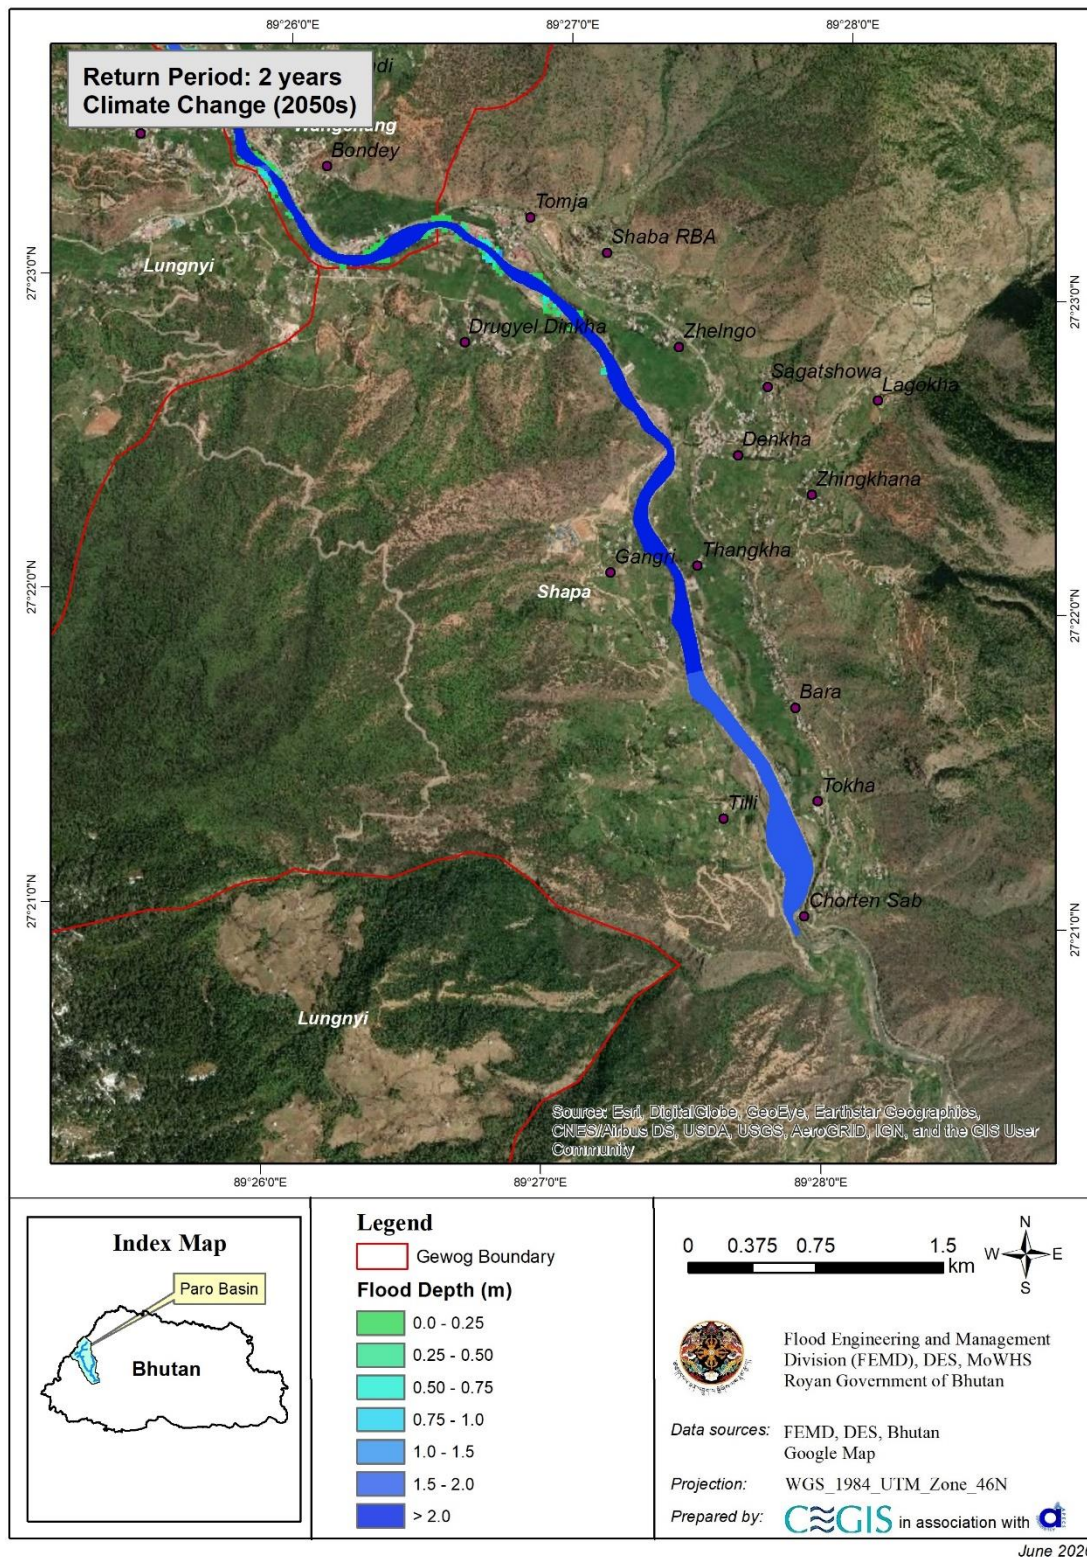 89°26'0"E
89°27'0"E
89°28'0"E
Return Period: 2 years
Climate Change (2050s)
Bondey
Tomja
Shaba RBA
Lungnyi
27°23'0"N
27°23'0"N
Drugyel Dinkha
Zhelngo
Sagatshowa
Lagokha
Denkha
Zhingkhana
Gangri
Thangkha
Shapa
27°22'0"N
27°22'0"N
Bara
Tokha
Tilli
Chorten Sab
27°21'0"N
27°21'0"N
Lungnyi
Source: Esri, DigitalGlobe, GeoEye, Earthstar Geographics,
CNES/Airbus DS, USDA, USGS, AeroGRID, IGN, and the GIS User
Community
89°26'0"E
89°27'0"E
89°28'0"E
Index Map
Paro Basin
Bhutan
Legend
Gewog Boundary
Flood Depth (m)
0.0 - 0.25
0.25 - 0.50
0.50 - 0.75
0.75 - 1.0
1.0 - 1.5
1.5 - 2.0
> 2.0
0 0.375 0.75 1.5
km
N
W E
S
Flood Engineering and Management
Division (FEMD), DES, MoWHS
Royan Government of Bhutan
Data sources: FEMD, DES, Bhutan
Google Map
Projection: WGS_1984_UTM_Zone_46N
Prepared by: CEGIS in association with
June 2020